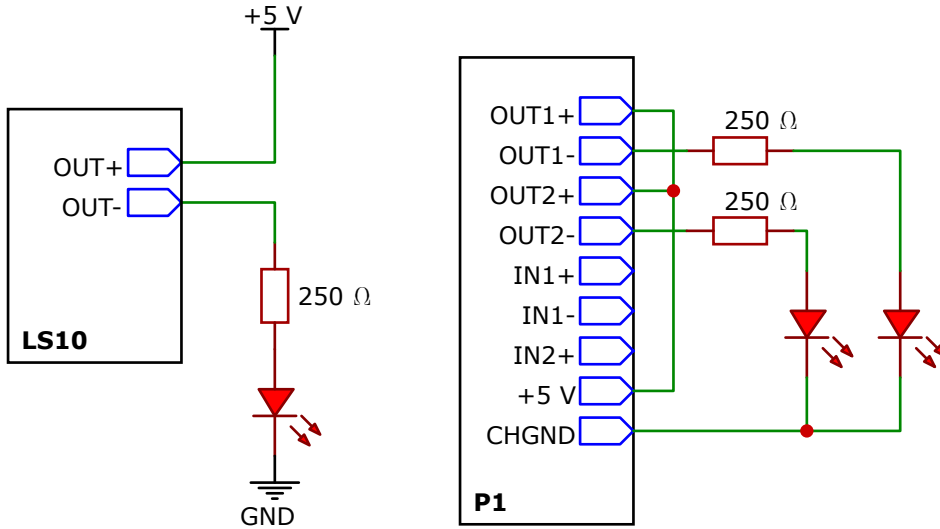 +5 V
OUT+
OUT-
250 Ω
LS10
GND
OUT1+
OUT1-
OUT2+
OUT2-
IN1+
IN1-
IN2+
+5 V
CHGND
P1
250 Ω
250 Ω